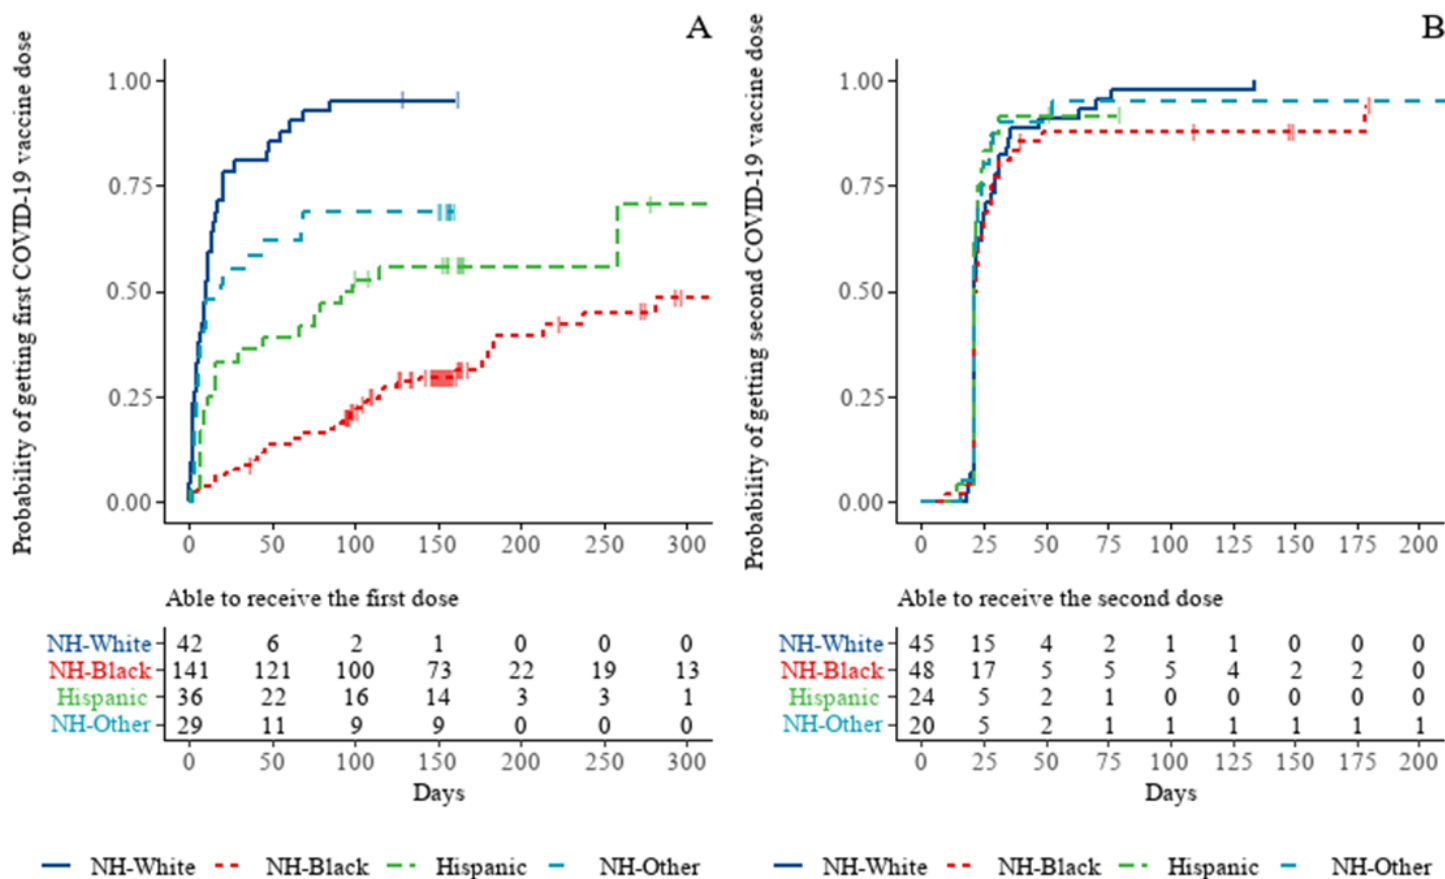 A
Probability of getting first COVID-19 vaccine dose
1.00
0.75
0.50
0.25
0.00
0 50 100 150 200 250 300
Able to receive the first dose
NH-White 42 6 2 1 0 0 0
NH-Black 141 121 100 73 22 19 13
Hispanic 36 22 16 14 3 3 1
NH-Other 29 11 9 9 0 0 0
0 50 100 150 200 250 300
Days
NH-White NH-Black Hispanic NH-Other
B
Probability of getting second COVID-19 vaccine dose
1.00
0.75
0.50
0.25
0.00
0 25 50 75 100 125 150 175 200
Able to receive the second dose
NH-White 45 15 4 2 1 1 0 0 0
NH-Black 48 17 5 5 5 4 2 2 0
Hispanic 24 5 2 1 0 0 0 0 0
NH-Other 20 5 2 1 1 1 1 1 1
0 25 50 75 100 125 150 175 200
Days
NH-White NH-Black Hispanic NH-Other